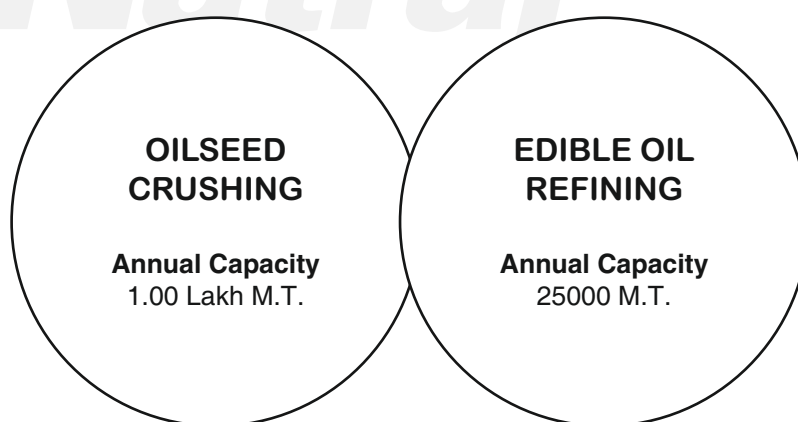 OILSEED
CRUSHING
Annual Capacity
1.00 Lakh M.T.
EDIBLE OIL
REFINING
Annual Capacity
25000 M.T.